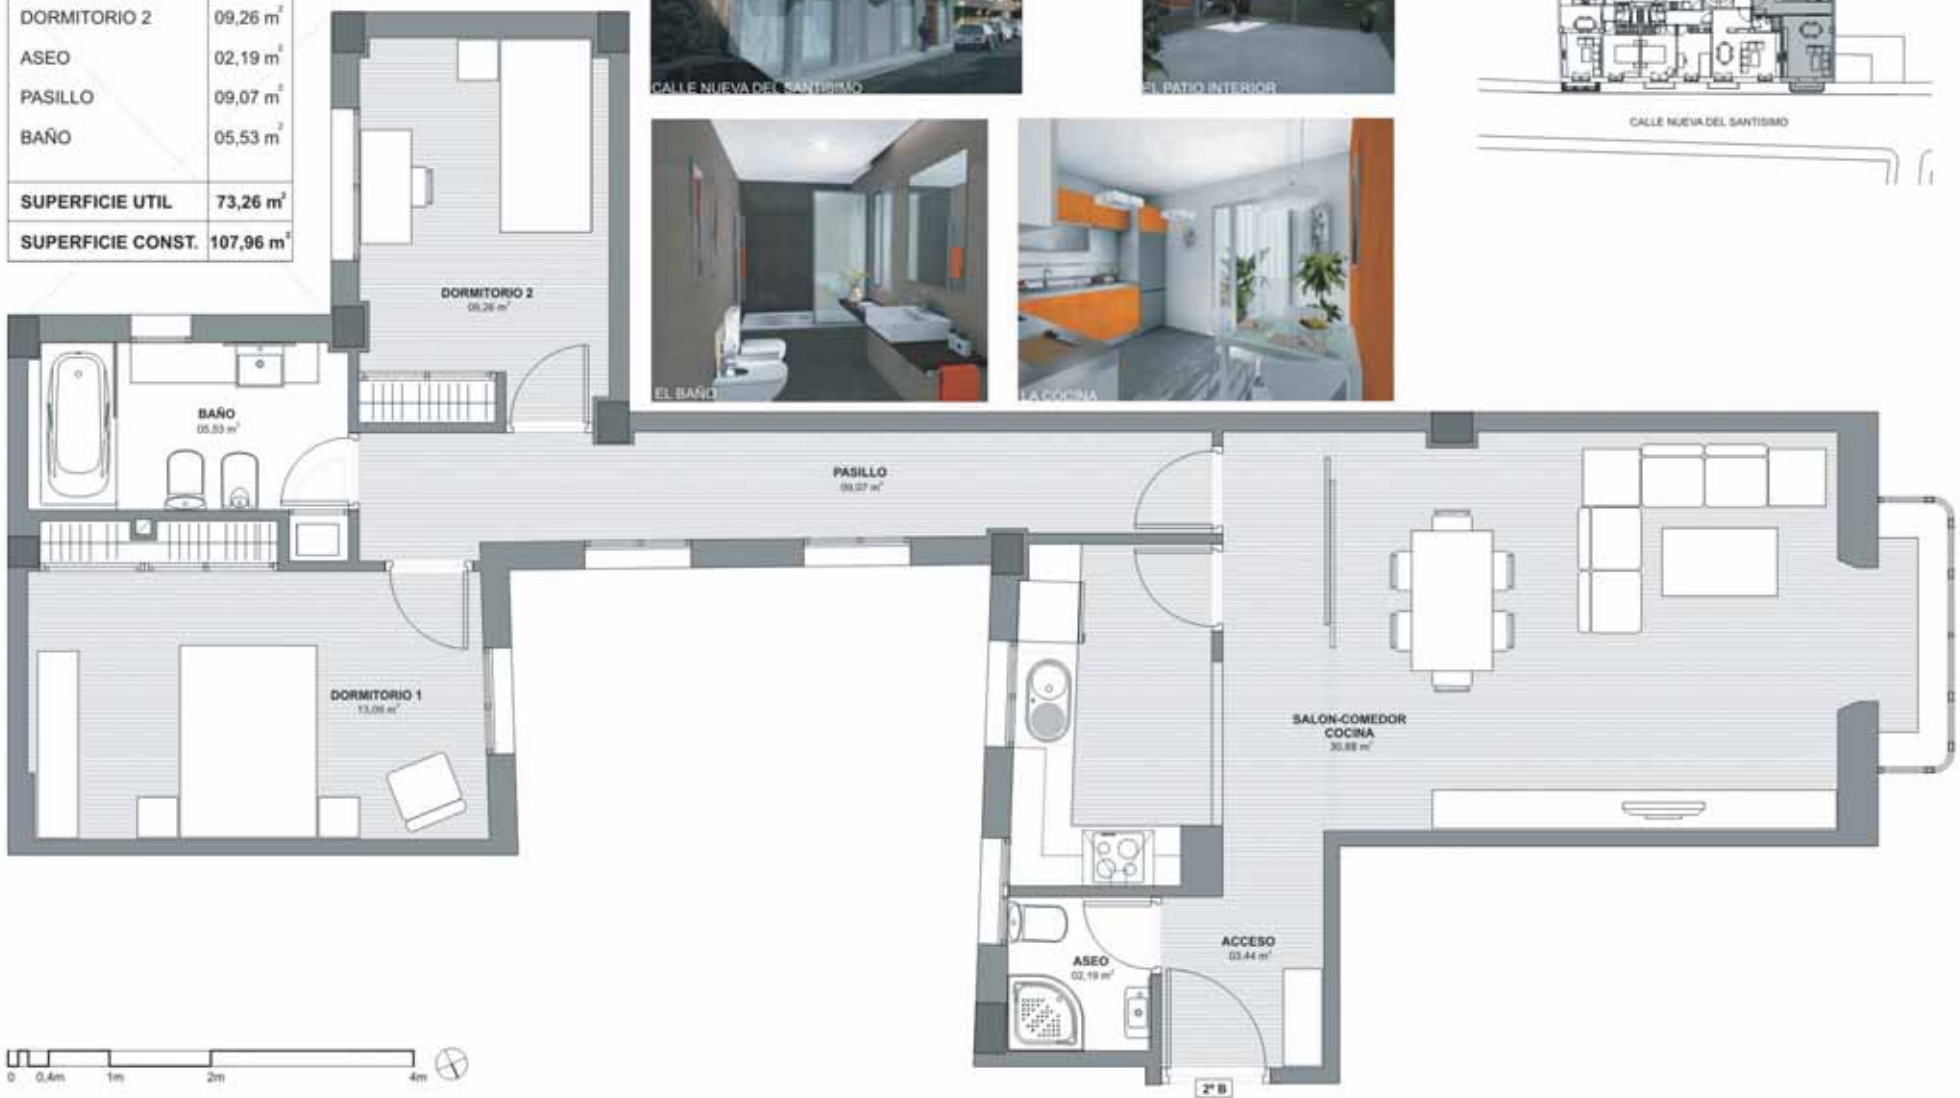 DORMITORIO 2 09,26 m²
ASEO 02,19 m²
PASILLO 09,07 m²
BAÑO 05,53 m²
SUPERFICIE UTIL 73,26 m²
SUPERFICIE CONST. 107,96 m²
CALLE NUEVA DEL SANTISIMO
EL PATIO INTERIOR
CALLE NUEVA DEL SANTISIMO
EL BAÑO
LA COCINA
DORMITORIO 2
09,26 m²
BAÑO
05,53 m²
PASILLO
09,07 m²
DORMITORIO 1
13,09 m²
SALON-COMEDOR
COCINA
30,68 m²
ACCESO
03,44 m²
ASEO
02,19 m²
0 0,4m 1m 2m 4m
2º B